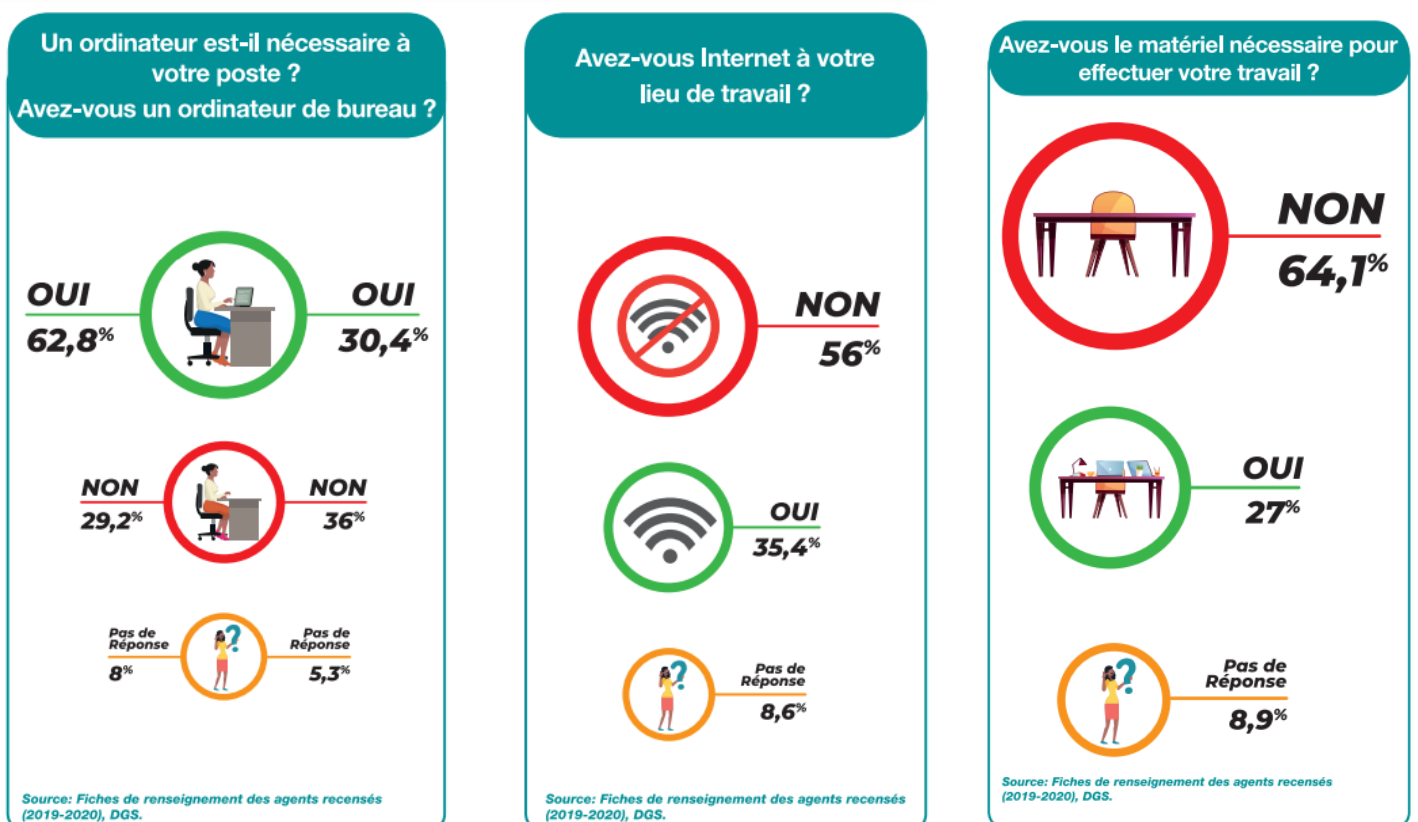 Un ordinateur est-il nécessaire à
votre poste ?
Avez-vous un ordinateur de bureau ?
OUI
62,8%
OUI
30,4%
NON
29,2%
NON
36%
Pas de
Réponse
8%
Pas de
Réponse
5,3%
Source: Fiches de renseignement des agents recensés
(2019-2020), DGS.
Avez-vous Internet à votre
lieu de travail ?
NON
56%
OUI
35,4%
Pas de
Réponse
8,6%
Source: Fiches de renseignement des agents recensés
(2019-2020), DGS.
Avez-vous le matériel nécessaire pour
effectuer votre travail ?
NON
64,1%
OUI
27%
Pas de
Réponse
8,9%
Source: Fiches de renseignement des agents recensés
(2019-2020), DGS.